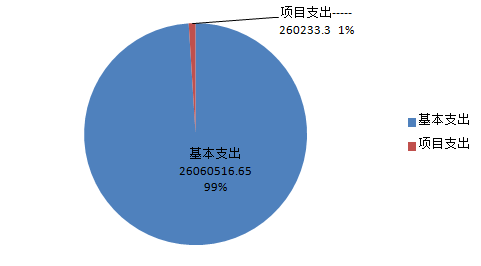 项目支出-----
260233.3 1%
基本支出
26060516.65
99%
基本支出
项目支出